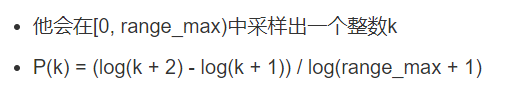 他会在[0, range_max)中采样出一个整数k
P(k) = (log(k + 2) - log(k + 1)) / log(range_max + 1)